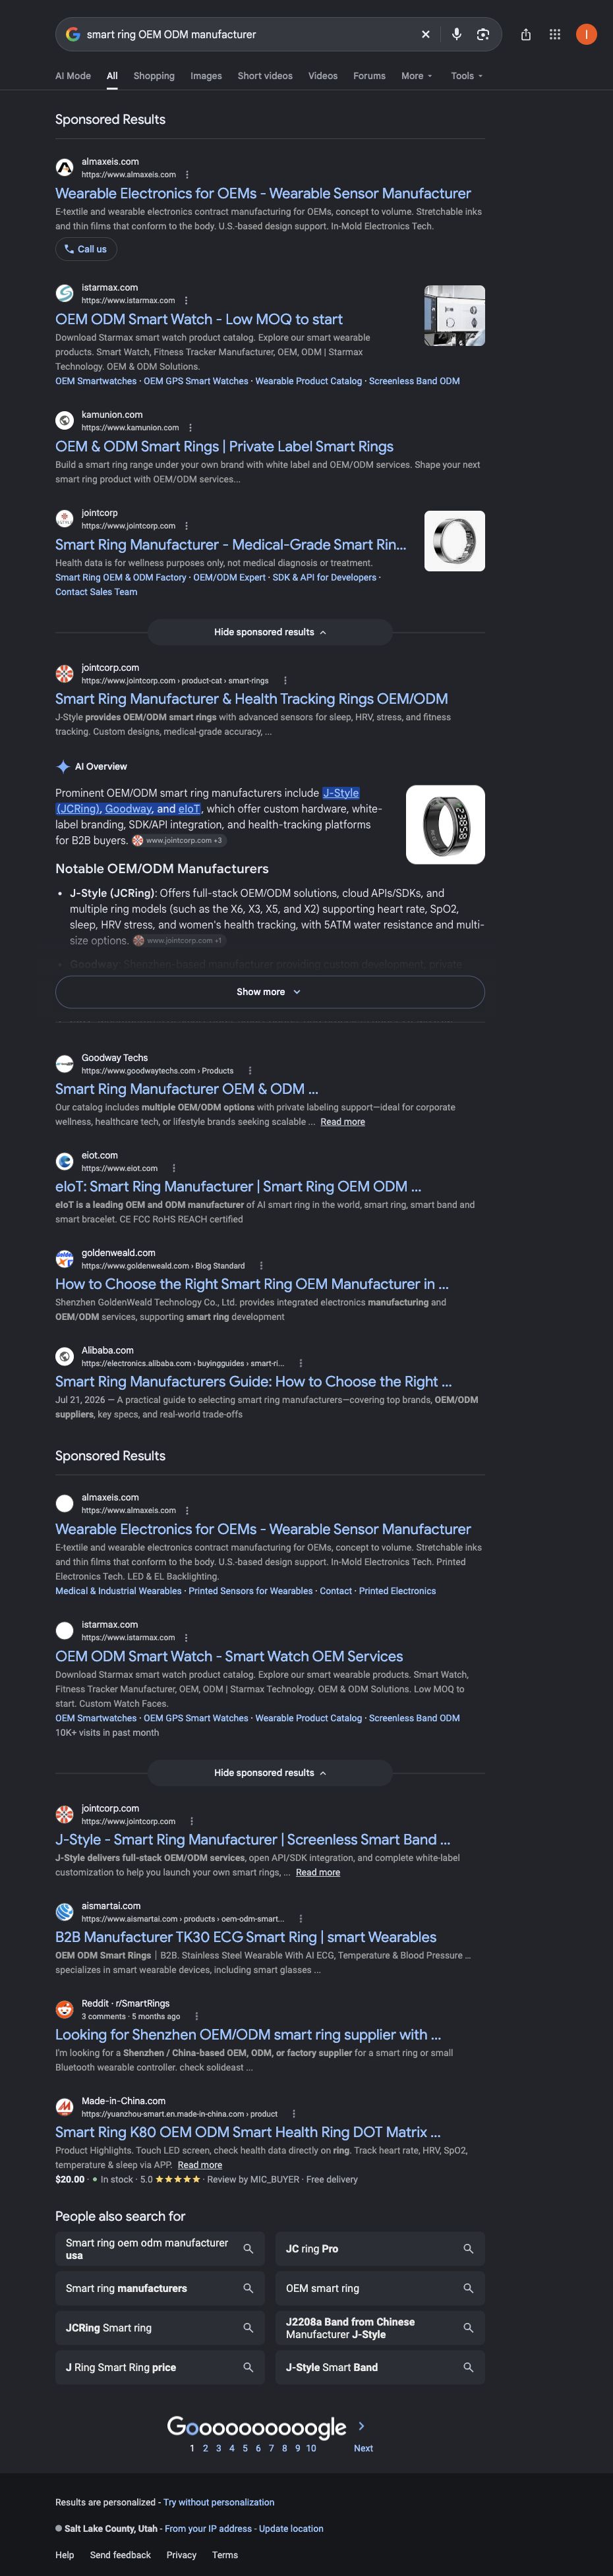 smart ring OEM ODM manufacturer
AI Mode
All
Shopping
Images
Short videos
Videos
Forums
More
Tools
Sponsored Results
almaxeis.com
https://www.almaxeis.com
Wearable Electronics for OEMs - Wearable Sensor Manufacturer
E-textile and wearable electronics contract manufacturing for OEMs, concept to volume. Stretchable inks
and thin films that conform to the body. U.S.-based design support. In-Mold Electronics Tech.
Call us
istarmax.com
https://www.istarmax.com
OEM ODM Smart Watch - Low MOQ to start
Download Starmax smart watch product catalog. Explore our smart wearable
products. Smart Watch, Fitness Tracker Manufacturer, OEM, ODM | Starmax
Technology. OEM & ODM Solutions.
OEM Smartwatches · OEM GPS Smart Watches · Wearable Product Catalog · Screenless Band ODM
kamunion.com
https://www.kamunion.com
OEM & ODM Smart Rings | Private Label Smart Rings
Build a smart ring range under your own brand with white label and OEM/ODM services. Shape your next
smart ring product with OEM/ODM services...
jointcorp
https://www.jointcorp.com
Smart Ring Manufacturer - Medical-Grade Smart Rin...
Health data is for wellness purposes only, not medical diagnosis or treatment.
Smart Ring OEM & ODM Factory · OEM/ODM Expert · SDK & API for Developers ·
Contact Sales Team
Hide sponsored results
jointcorp.com
https://www.jointcorp.com › product-cat › smart-rings
Smart Ring Manufacturer & Health Tracking Rings OEM/ODM
J-Style provides OEM/ODM smart rings with advanced sensors for sleep, HRV, stress, and fitness
tracking. Custom designs, medical-grade accuracy, ...
AI Overview
Prominent OEM/ODM smart ring manufacturers include J-Style
(JCRing), Goodway, and eIoT, which offer custom hardware, white-
label branding, SDK/API integration, and health-tracking platforms
for B2B buyers. www.jointcorp.com +3
Notable OEM/ODM Manufacturers
• J-Style (JCRing): Offers full-stack OEM/ODM solutions, cloud APIs/SDKs, and
multiple ring models (such as the X6, X3, X5, and X2) supporting heart rate, SpO2,
sleep, HRV stress, and women's health tracking, with 5ATM water resistance and multi-
size options. www.jointcorp.com +1
• Goodway: Shenzhen-based manufacturer providing custom development, private
Show more
Goodway Techs
https://www.goodwaytechs.com › Products
Smart Ring Manufacturer OEM & ODM ...
Our catalog includes multiple OEM/ODM options with private labeling support—ideal for corporate
wellness, healthcare tech, or lifestyle brands seeking scalable ... Read more
eiot.com
https://www.eiot.com
eIoT: Smart Ring Manufacturer | Smart Ring OEM ODM ...
eIoT is a leading OEM and ODM manufacturer of AI smart ring in the world, smart ring, smart band and
smart bracelet. CE FCC RoHS REACH certified
goldenweald.com
https://www.goldenweald.com › Blog Standard
How to Choose the Right Smart Ring OEM Manufacturer in ...
Shenzhen GoldenWeald Technology Co., Ltd. provides integrated electronics manufacturing and
OEM/ODM services, supporting smart ring development
Alibaba.com
https://electronics.alibaba.com › buyingguides › smart-ri...
Smart Ring Manufacturers Guide: How to Choose the Right ...
Jul 21, 2026 — A practical guide to selecting smart ring manufacturers—covering top brands, OEM/ODM
suppliers, key specs, and real-world trade-offs
Sponsored Results
almaxeis.com
https://www.almaxeis.com
Wearable Electronics for OEMs - Wearable Sensor Manufacturer
E-textile and wearable electronics contract manufacturing for OEMs, concept to volume. Stretchable inks
and thin films that conform to the body. U.S.-based design support. In-Mold Electronics Tech. Printed
Electronics Tech. LED & EL Backlighting.
Medical & Industrial Wearables · Printed Sensors for Wearables · Contact · Printed Electronics
istarmax.com
https://www.istarmax.com
OEM ODM Smart Watch - Smart Watch OEM Services
Download Starmax smart watch product catalog. Explore our smart wearable products. Smart Watch,
Fitness Tracker Manufacturer, OEM, ODM | Starmax Technology. OEM & ODM Solutions. Low MOQ to
start. Custom Watch Faces.
OEM Smartwatches · OEM GPS Smart Watches · Wearable Product Catalog · Screenless Band ODM
10K+ visits in past month
Hide sponsored results
jointcorp.com
https://www.jointcorp.com
J-Style - Smart Ring Manufacturer | Screenless Smart Band ...
J-Style delivers full-stack OEM/ODM services, open API/SDK integration, and complete white-label
customization to help you launch your own smart rings, ... Read more
aismartai.com
https://www.aismartai.com › products › oem-odm-smart...
B2B Manufacturer TK30 ECG Smart Ring | smart Wearables
OEM ODM Smart Rings | B2B. Stainless Steel Wearable With AI ECG, Temperature & Blood Pressure ...
specializes in smart wearable devices, including smart glasses ...
Reddit · r/SmartRings
3 comments · 5 months ago
Looking for Shenzhen OEM/ODM smart ring supplier with ...
I'm looking for a Shenzhen / China-based OEM, ODM, or factory supplier for a smart ring or small
Bluetooth wearable controller. check solideast ...
Made-in-China.com
https://yuanzhou-smart.en.made-in-china.com › product
Smart Ring K80 OEM ODM Smart Health Ring DOT Matrix ...
Product Highlights. Touch LED screen, check health data directly on ring. Track heart rate, HRV, SpO2,
temperature & sleep via APP. Read more
$20.00 · In stock · 5.0 ★★★★★ · Review by MIC_BUYER · Free delivery
People also search for
Smart ring oem odm manufacturer
usa
JC ring Pro
Smart ring manufacturers
OEM smart ring
JCRing Smart ring
J2208a Band from Chinese
Manufacturer J-Style
J Ring Smart Ring price
J-Style Smart Band
Goooooooooogle
1 2 3 4 5 6 7 8 9 10 Next
Results are personalized - Try without personalization
Salt Lake County, Utah - From your IP address - Update location
Help Send feedback Privacy Terms